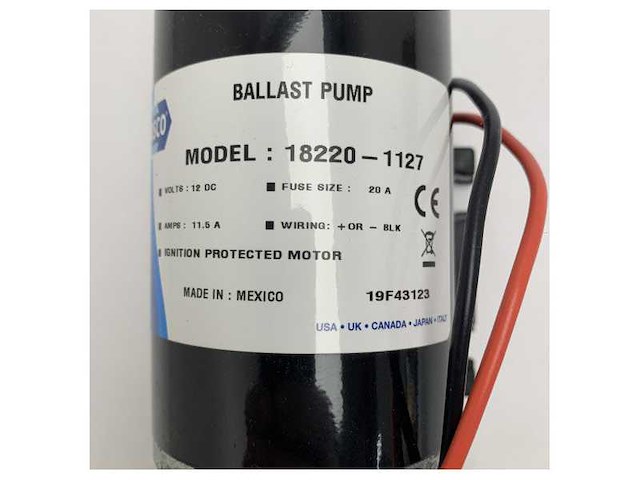 BALLAST PUMP
MODEL : 18220-1127
VOLTS : 12 DC
FUSE SIZE : 20 A
AMPS : 11.5 A
WIRING: +OR - BLK
IGNITION PROTECTED MOTOR
CE
MADE IN : MEXICO
19F43123
USA • UK • CANADA • JAPAN • ITALY